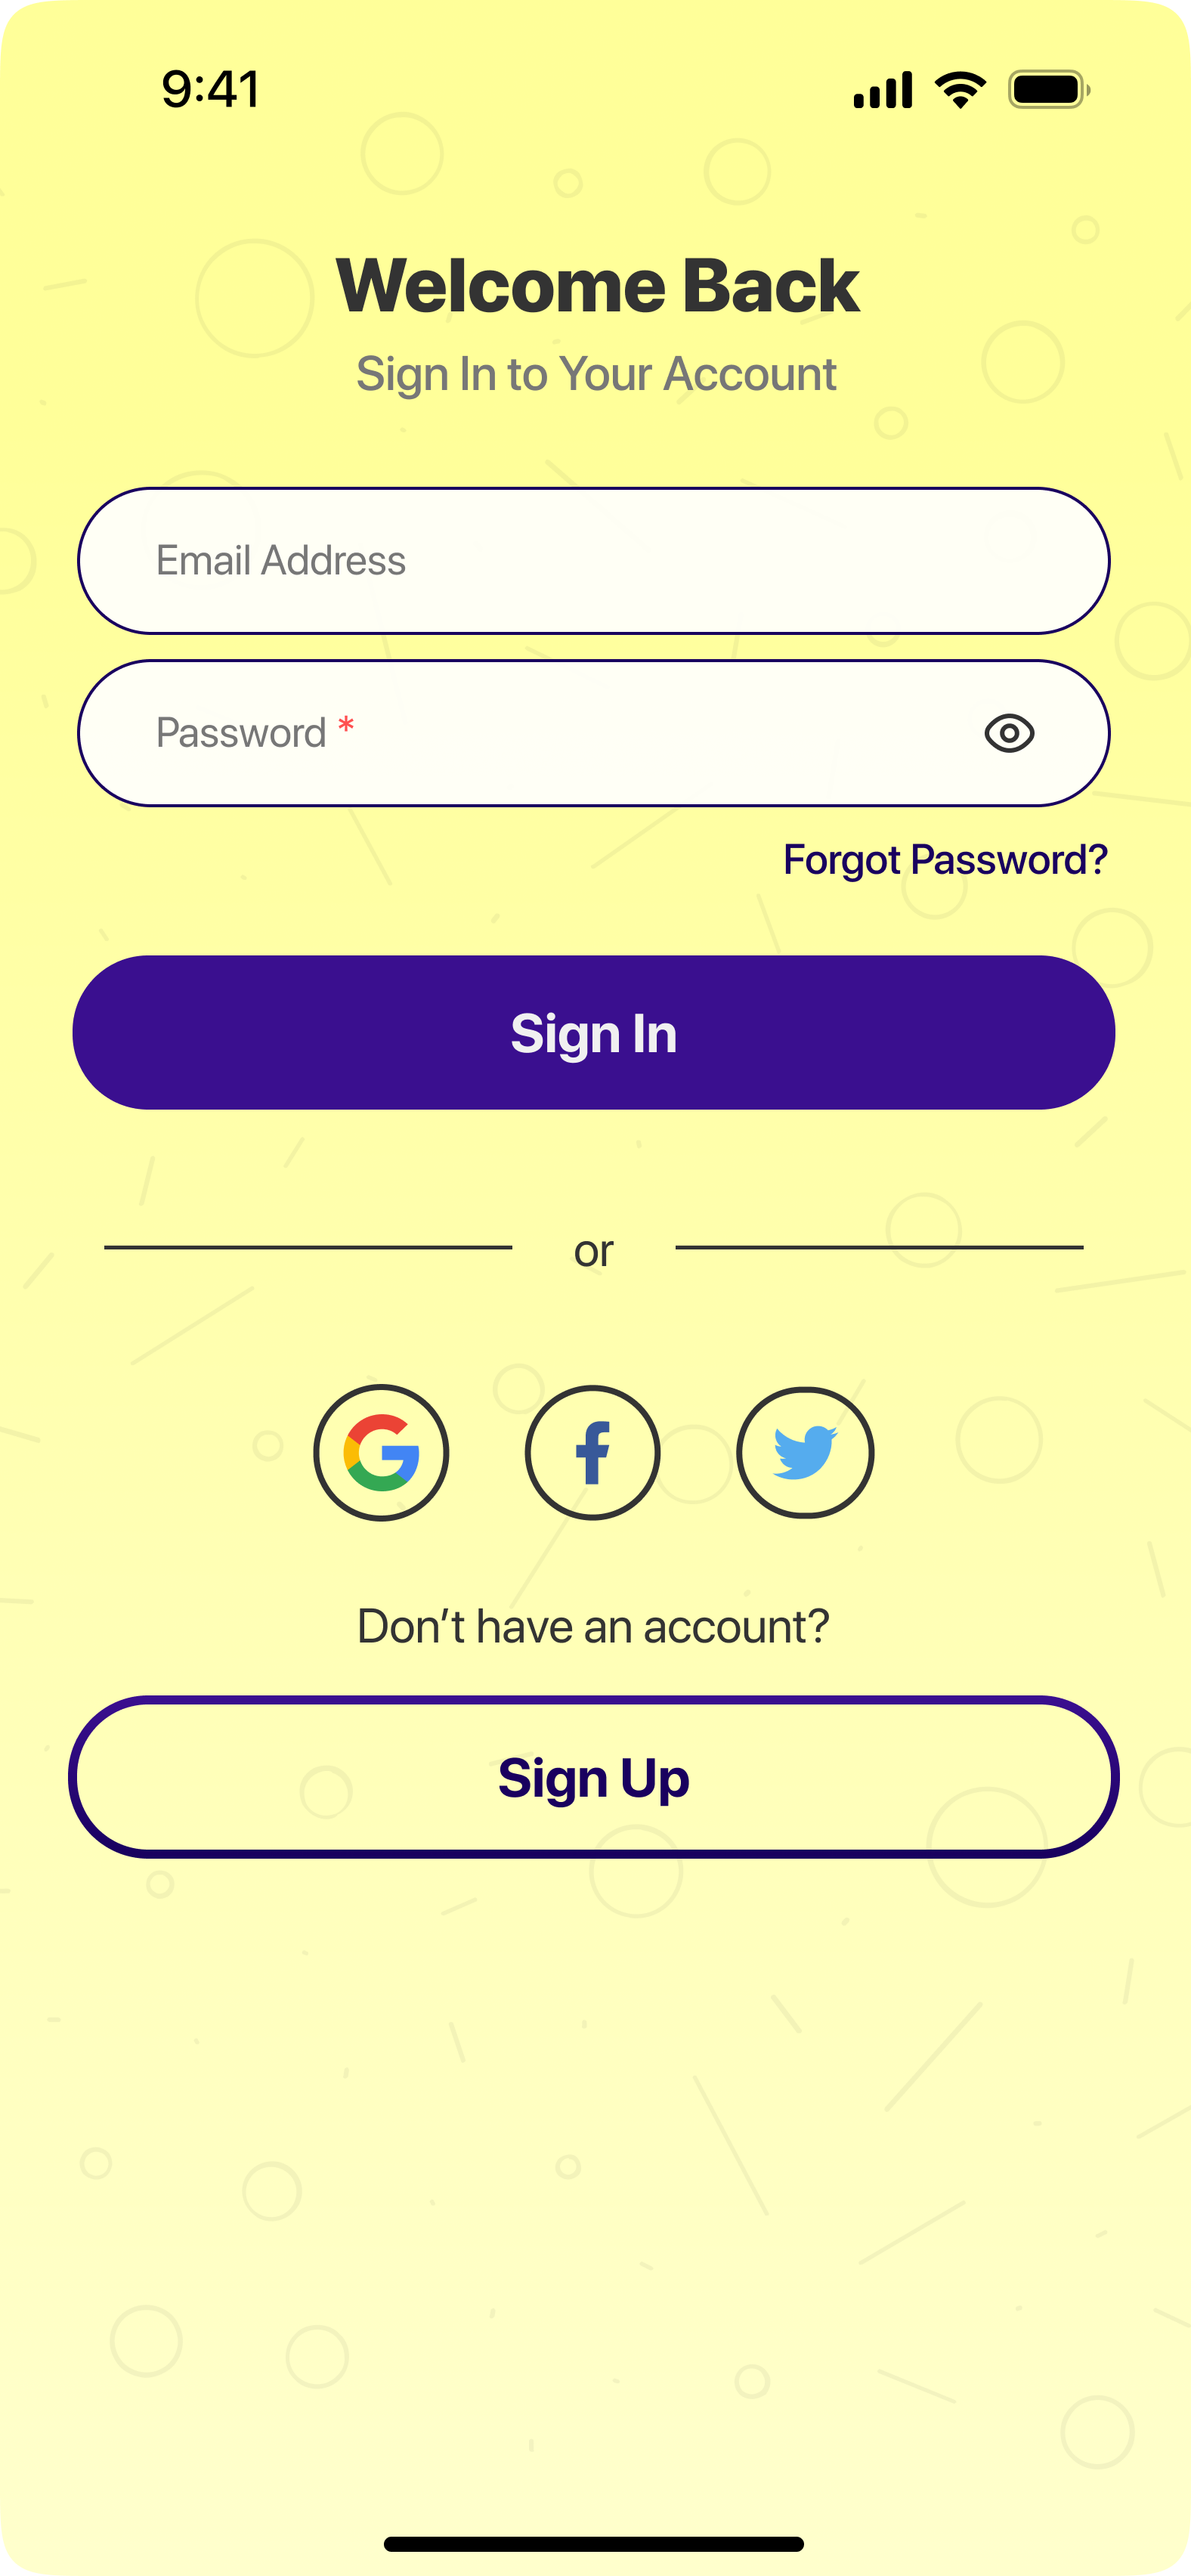 9:41
Welcome Back
Sign In to Your Account
Email Address
Password *
Forgot Password?
Sign In
or
Don’t have an account?
Sign Up